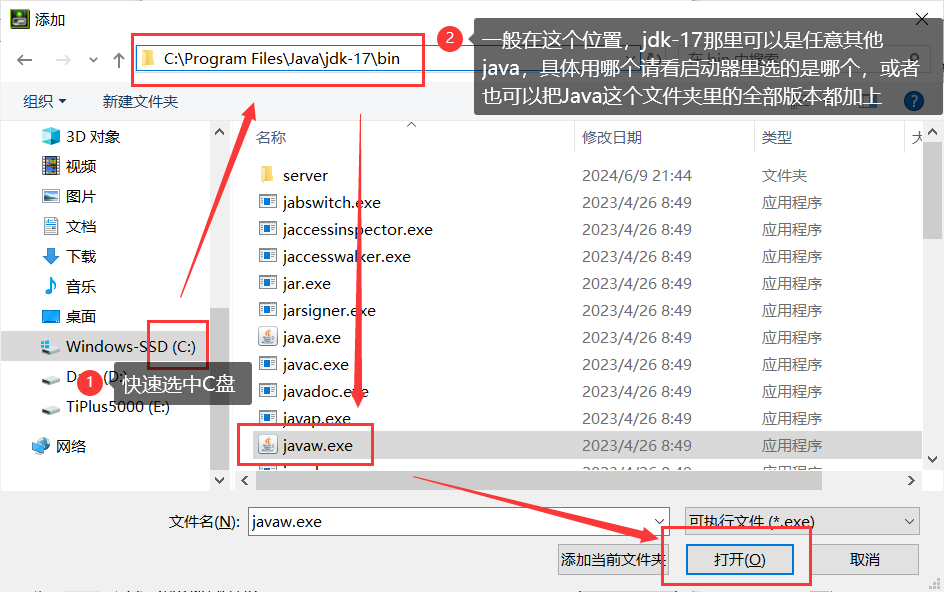 添加
2
一般在这个位置，jdk-17那里可以是任意其他
java，具体用哪个请看启动器里选的是哪个，或者
也可以把Java这个文件夹里的全部版本都加上
C:\Program Files\Java\jdk-17\bin
组织
新建文件夹
?
名称
修改日期
类型
大
3D 对象
视频
图片
文档
下载
音乐
桌面
Windows-SSD (C:)
(D:)
1
快速选中C盘
TiPlus5000 (E:)
网络
server 2024/6/9 21:44 文件夹
jabswitch.exe 2023/4/26 8:49 应用程序
jaccessinspector.exe 2023/4/26 8:49 应用程序
jaccesswalker.exe 2023/4/26 8:49 应用程序
jar.exe 2023/4/26 8:49 应用程序
jarsigner.exe 2023/4/26 8:49 应用程序
java.exe 2023/4/26 8:49 应用程序
javac.exe 2023/4/26 8:49 应用程序
javadoc.exe 2023/4/26 8:49 应用程序
javap.exe 2023/4/26 8:49 应用程序
javaw.exe 2023/4/26 8:49 应用程序
2023/4/26 8:49 应用程序
文件名(N):
javaw.exe
可执行文件 (*.exe)
添加当前文件夹
打开(O)
取消